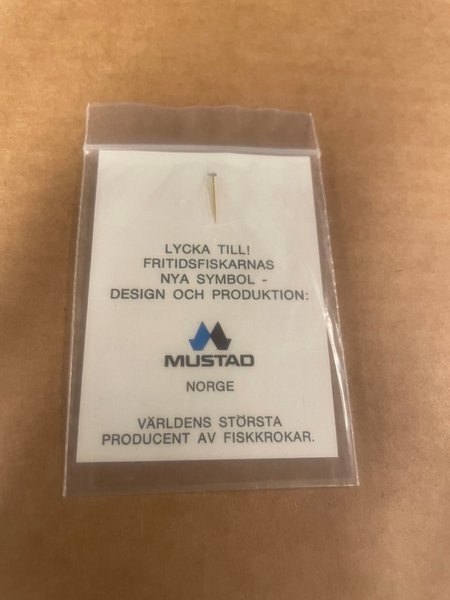 LYCKA TILL!
FRITIDSFISKARNAS
NYA SYMBOL -
DESIGN OCH PRODUKTION:
MUSTAD
NORGE
VÄRLDENS STÖRSTA
PRODUCENT AV FISKKROKAR.